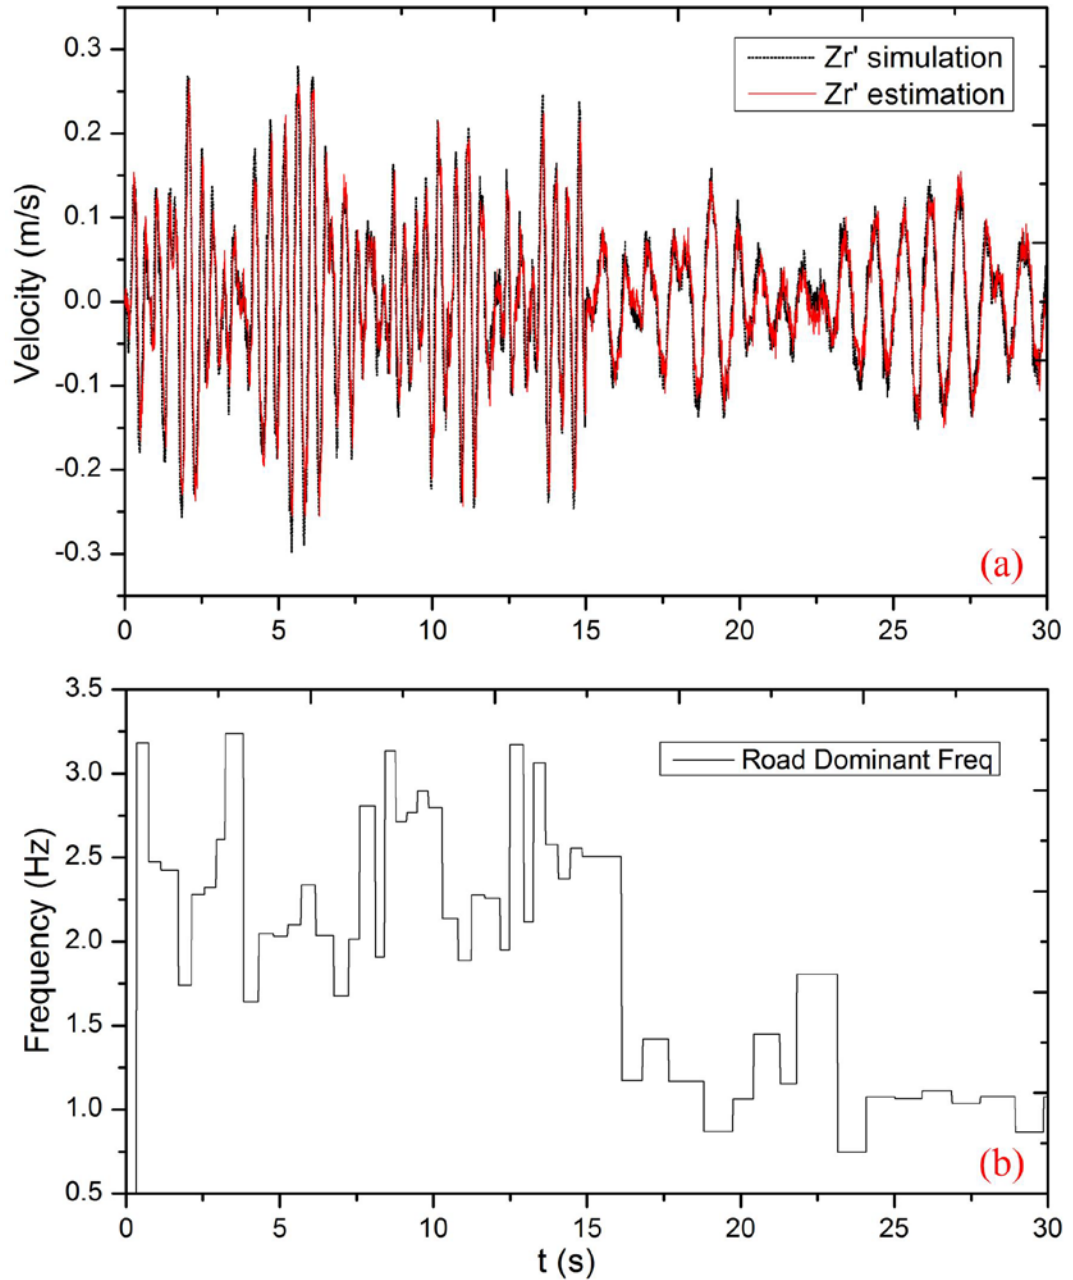 0.3
0.2
0.1
0.0
-0.1
-0.2
-0.3
Velocity (m/s)
Zr' simulation
Zr' estimation
(a)
0 5 10 15 20 25 30
3.5
3.0
2.5
2.0
1.5
1.0
0.5
Frequency (Hz)
Road Dominant Freq
(b)
0 5 10 15 20 25 30
t (s)